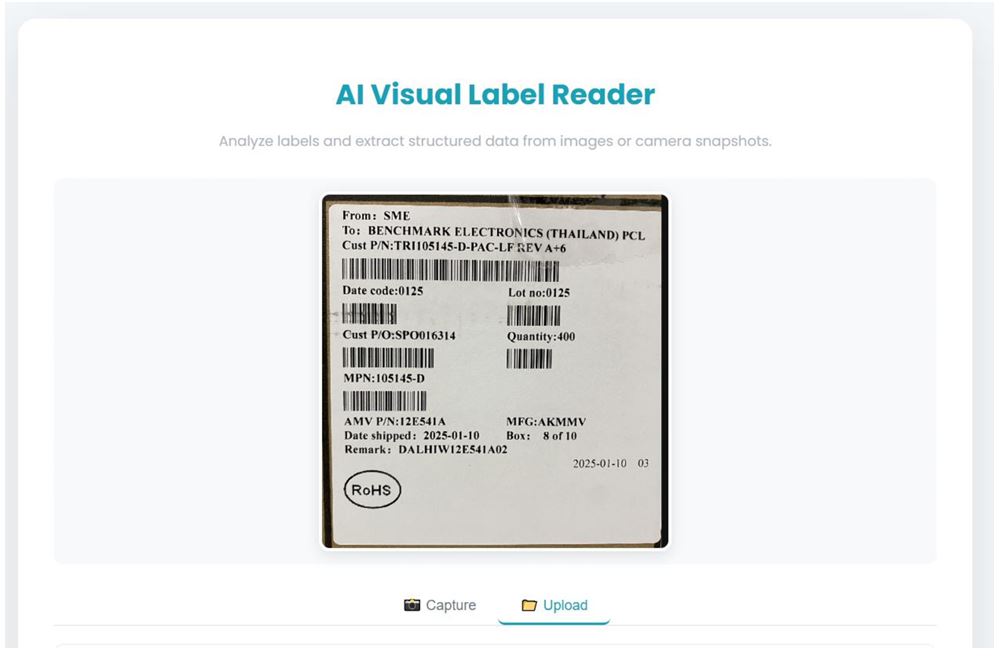 AI Visual Label Reader
Analyze labels and extract structured data from images or camera snapshots.
From: SME
To: BENCHMARK ELECTRONICS (THAILAND) PCL
Cust P/N:TRI105145-D-PAC-LF REV A+6
Date code:0125 Lot no:0125
Cust P/O:SPO016314 Quantity:400
MPN:105145-D
AMV P/N:12E541A MFG:AKMMV
Date shipped: 2025-01-10 Box: 8 of 10
Remark: DALHIW12E541A02
2025-01-10 03
RoHS
Capture Upload